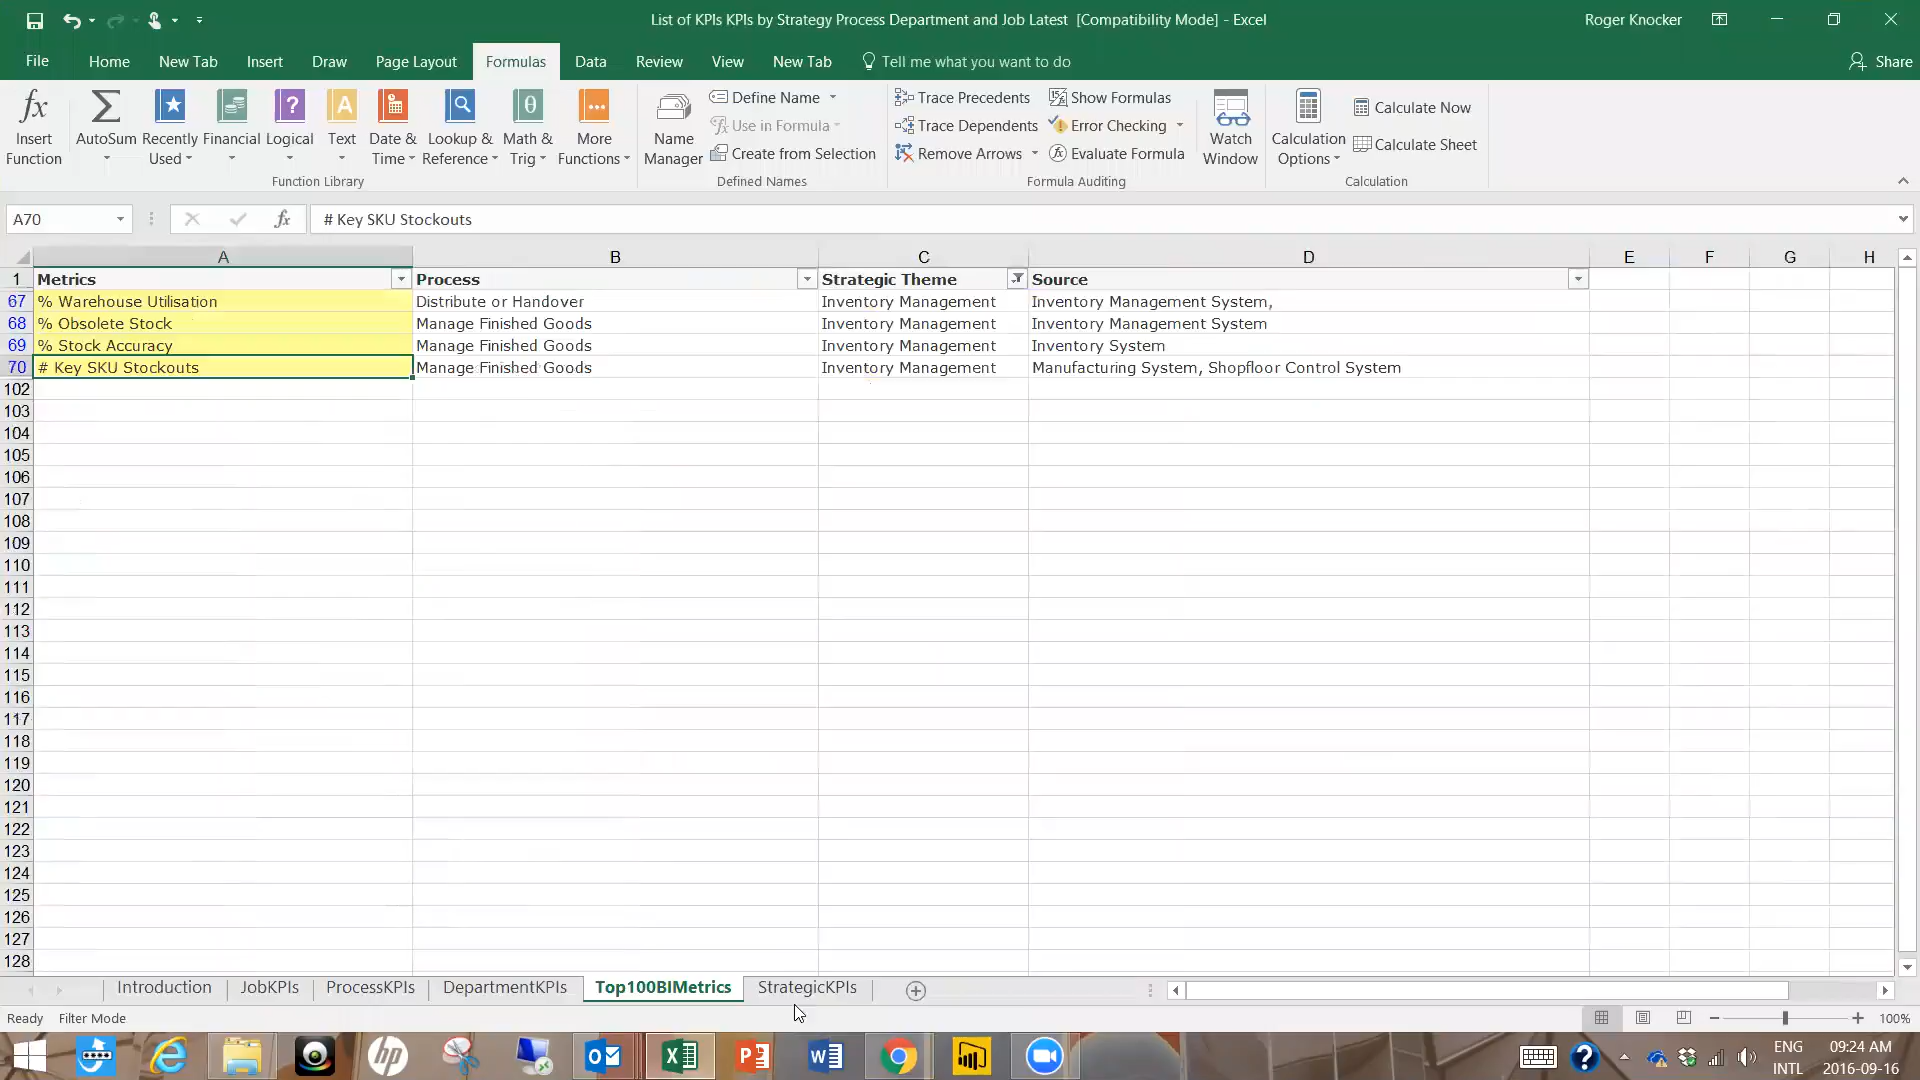 List of KPIs KPIs by Strategy Process Department and Job Latest [Compatibility Mode] - Excel
Roger Knocker
File
Home
New Tab
Insert
Draw
Page Layout
Formulas
Data
Review
View
New Tab
Tell me what you want to do
Share
Insert Function
AutoSum
Recently Used
Financial
Logical
Text
Date & Time
Lookup & Reference
Math & Trig
More Functions
Function Library
Name Manager
Define Name
Use in Formula
Create from Selection
Defined Names
Trace Precedents
Trace Dependents
Remove Arrows
Show Formulas
Error Checking
Evaluate Formula
Formula Auditing
Watch Window
Calculation Options
Calculate Now
Calculate Sheet
Calculation
A70
fx
# Key SKU Stockouts
A B C D E F G H
1 Metrics Process Strategic Theme Source
67 % Warehouse Utilisation Distribute or Handover Inventory Management Inventory Management System,
68 % Obsolete Stock Manage Finished Goods Inventory Management Inventory Management System
69 % Stock Accuracy Manage Finished Goods Inventory Management Inventory System
70 # Key SKU Stockouts Manage Finished Goods Inventory Management Manufacturing System, Shopfloor Control System
102
103
104
105
106
107
108
109
110
111
112
113
114
115
116
117
118
119
120
121
122
123
124
125
126
127
128
Introduction
JobKPIs
ProcessKPIs
DepartmentKPIs
Top100BIMetrics
StrategicKPIs
Ready
Filter Mode
100%
ENG
INTL
09:24 AM
2016-09-16